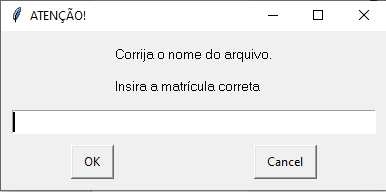 ATENÇÃO!
Corrija o nome do arquivo.
Insira a matrícula correta
OK
Cancel